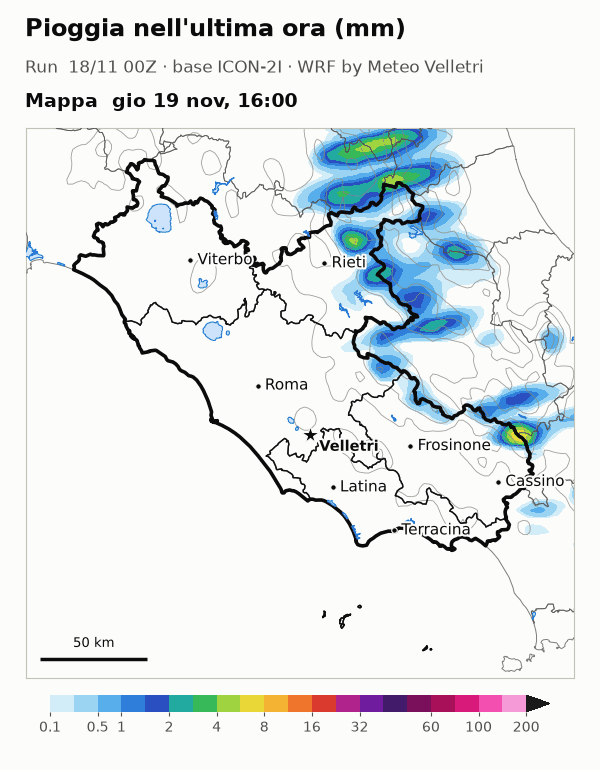 Pioggia nell'ultima ora (mm)
Run 18/11 00Z · base ICON-2I · WRF by Meteo Velletri
Mappa gio 19 nov, 16:00
Viterbo
Rieti
Roma
Velletri
Frosinone
Latina
Cassino
Terracina
50 km
0.1 0.5 1 2 4 8 16 32 60 100 200